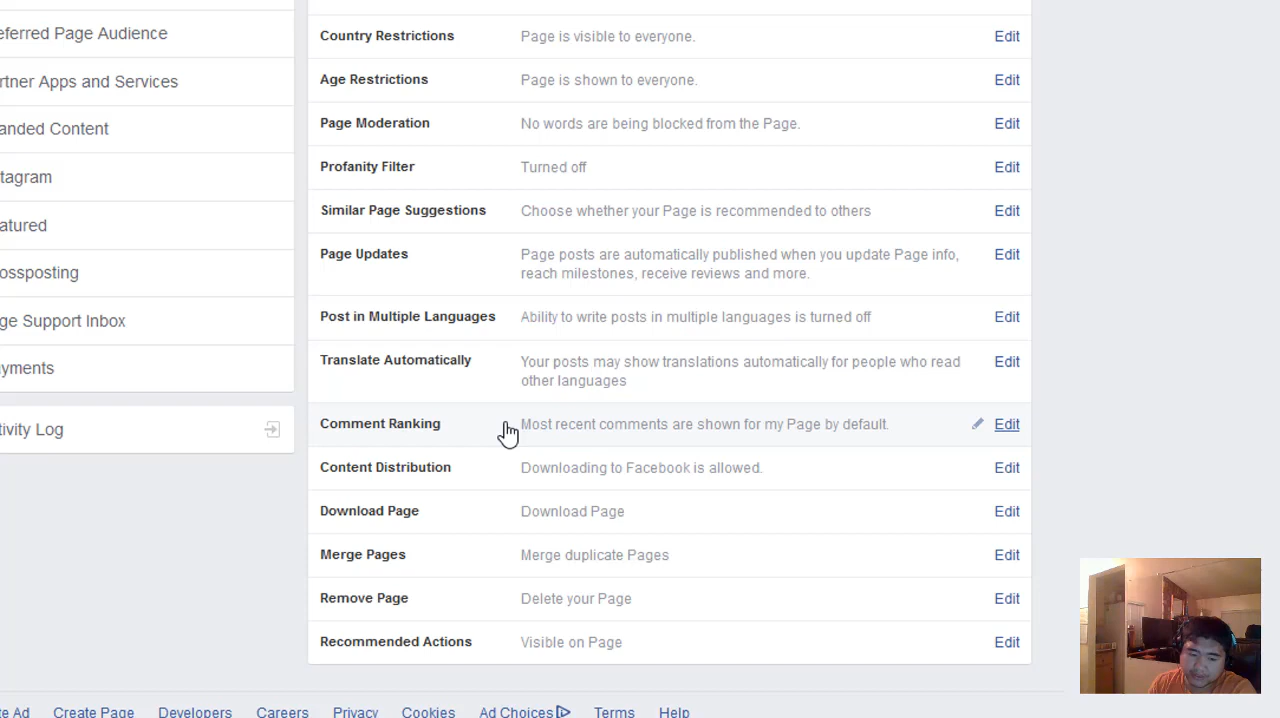 eferred Page Audience
rtner Apps and Services
anded Content
tagram
atured
ossposting
ge Support Inbox
yments
tivity Log
Country Restrictions Page is visible to everyone. Edit
Age Restrictions Page is shown to everyone. Edit
Page Moderation No words are being blocked from the Page. Edit
Profanity Filter Turned off Edit
Similar Page Suggestions Choose whether your Page is recommended to others Edit
Page Updates Page posts are automatically published when you update Page info, Edit
reach milestones, receive reviews and more.
Post in Multiple Languages Ability to write posts in multiple languages is turned off Edit
Translate Automatically Your posts may show translations automatically for people who read Edit
other languages
Comment Ranking Most recent comments are shown for my Page by default. Edit
Content Distribution Downloading to Facebook is allowed. Edit
Download Page Download Page Edit
Merge Pages Merge duplicate Pages Edit
Remove Page Delete your Page Edit
Recommended Actions Visible on Page Edit
te Ad Create Page Developers Careers Privacy Cookies Ad Choices Terms Help